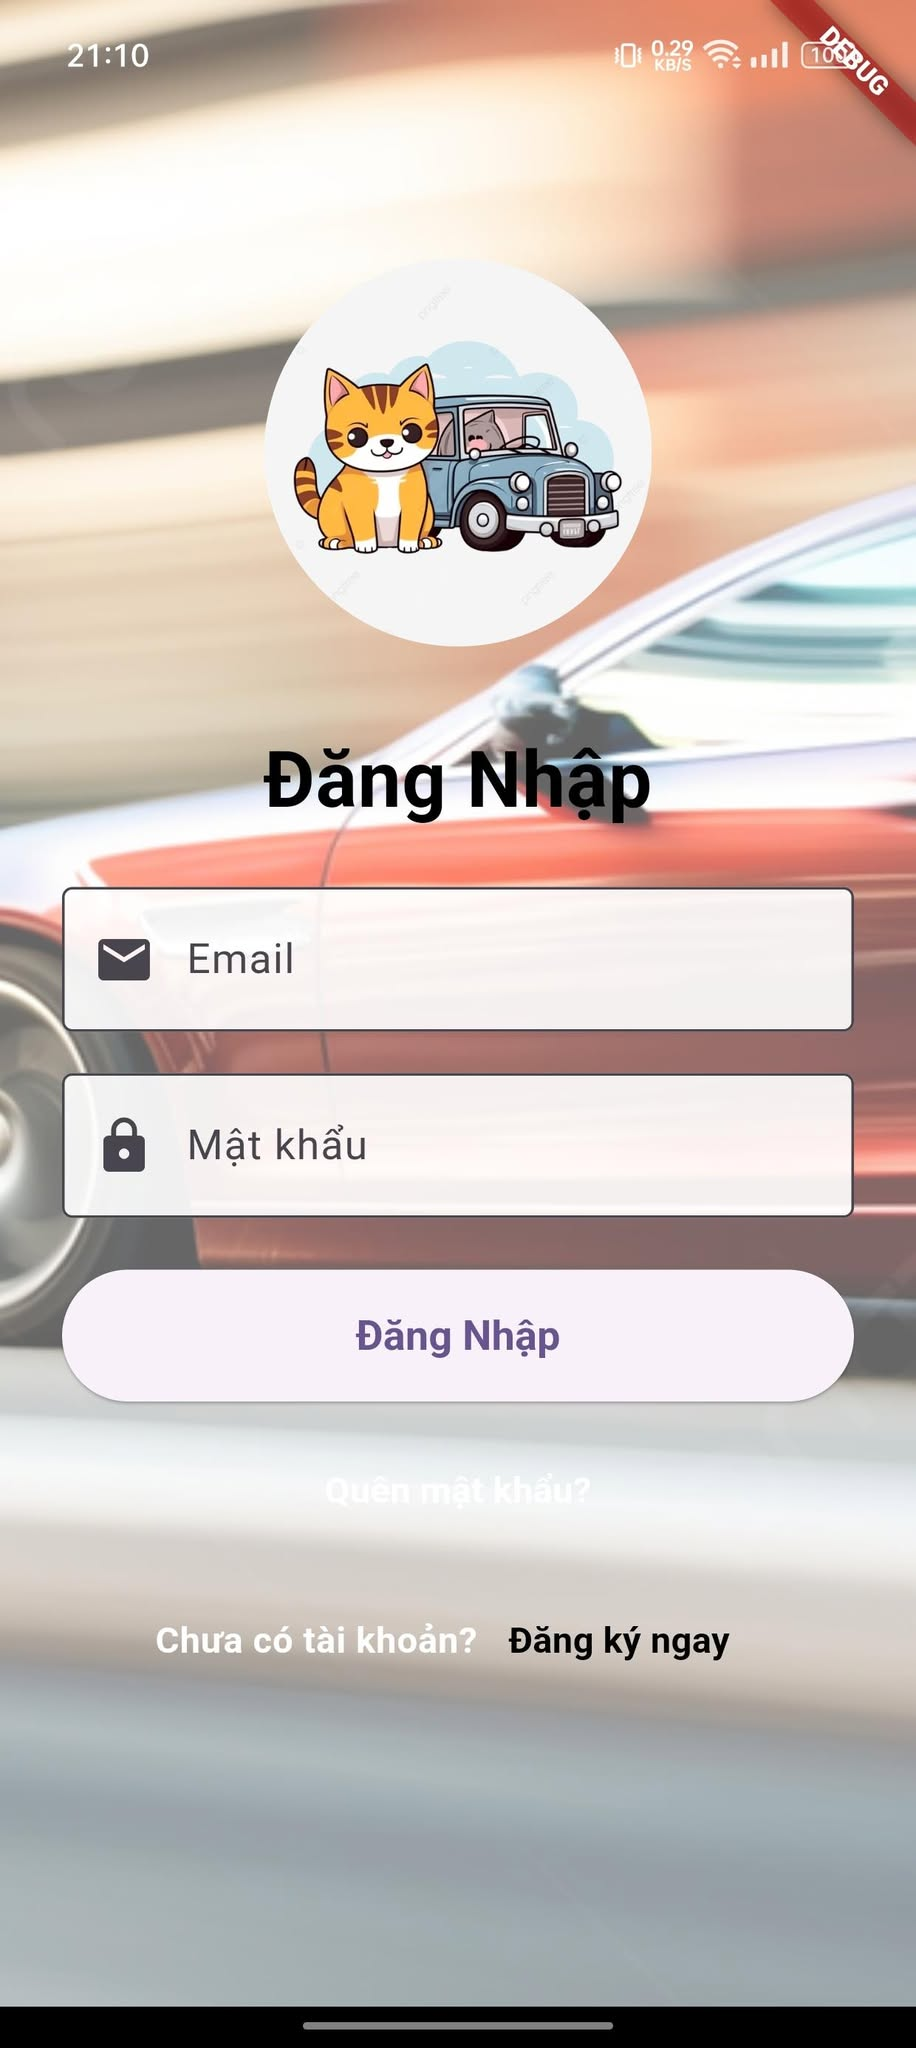 21:10
0.29
KB/S
DEBUG
pngtree
Đăng Nhập
Email
Mật khẩu
Đăng Nhập
Quên mật khẩu?
Chưa có tài khoản? Đăng ký ngay